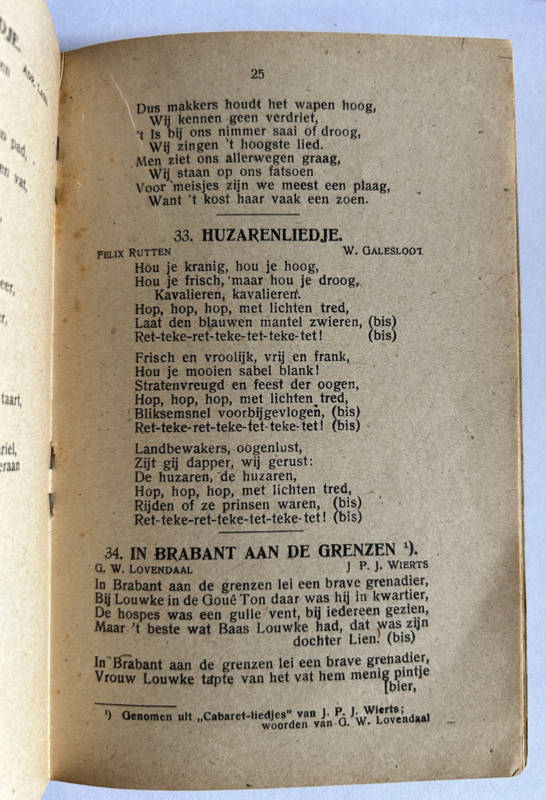 25
Dus makkers houdt het wapen hoog,
Wij kennen geen verdriet,
't Is bij ons nimmer saai of droog,
Wij zingen 't hoogste lied.
Men ziet ons allerwegen graag,
Wij staan op ons fatsoen
Voor meisjes zijn we meest een plaag,
Want 't kost haar vaak een zoen.
33. HUZARENLIEDJE.
FELIX RUTTEN W. GALESLOOT
Hou je kranig, hou je hoog,
Hou je frisch, maar hou je droog,
Kavalieren, kavalieren.
Hop, hop, hop, met lichten tred,
Laat den blauwen mantel zwieren, (bis)
Ret-teke-ret-teke-tet-teke-tet! (bis)
Frisch en vroolijk, vrij en frank,
Hou je mooien sabel blank!
Stratenvreugd en feest der oogen,
Hop, hop, hop, met lichten tred,
Bliksemsnel voorbijgevlogen, (bis)
Ret-teke-ret-teke-tet-teke-tet! (bis)
Landbewakers, oogenlust,
Zijt gij dapper, wij gerust:
De huzaren, de huzaren,
Hop, hop, hop, met lichten tred,
Rijden of ze prinsen waren, (bis)
Ret-teke-ret-teke-tet-teke-tet! (bis)
34. IN BRABANT AAN DE GRENZEN ¹).
G. W. LOVENDAAL J P. J. WIERTS
In Brabant aan de grenzen lei een brave grenadier,
Bij Louwke in de Gouê Ton daar was hij in kwartier,
De hospes was een gulle vent, bij iedereen gezien,
Maar 't beste wat Baas Louwke had, dat was zijn
dochter Lien! (bis)
In Brabant aan de grenzen lei een brave grenadier,
Vrouw Louwke tapte van het vat hem menig pintje
[bier,
¹) Genomen uit „Cabaret-liedjes" van J. P. J. Wierts;
woorden van G. W. Lovendaal
pad,
vat,
taart,